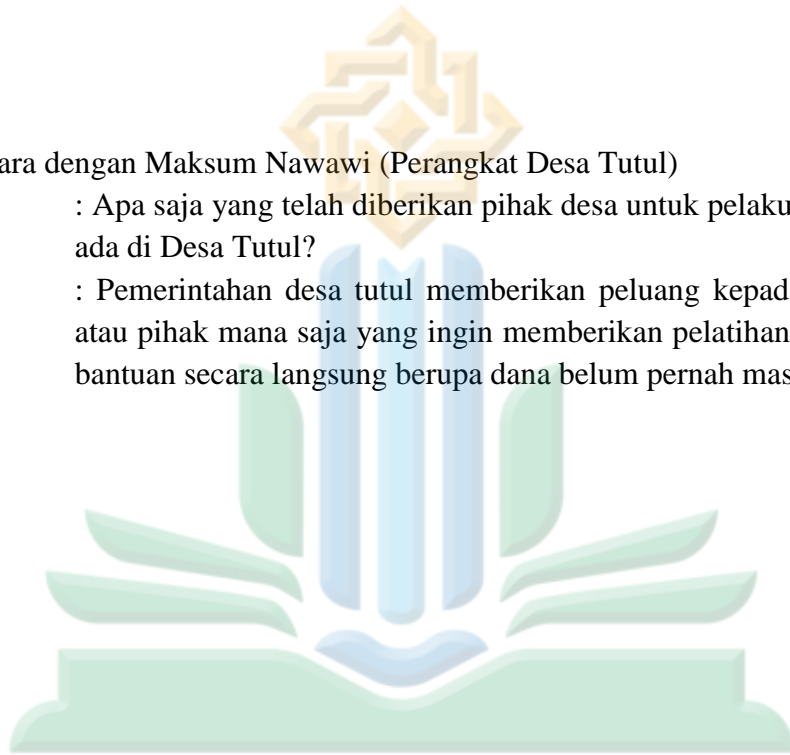 ara dengan Maksum Nawawi (Perangkat Desa Tutul)
: Apa saja yang telah diberikan pihak desa untuk pelaku
ada di Desa Tutul?
: Pemerintahan desa tutul memberikan peluang kepad
atau pihak mana saja yang ingin memberikan pelatihan
bantuan secara langsung berupa dana belum pernah mas